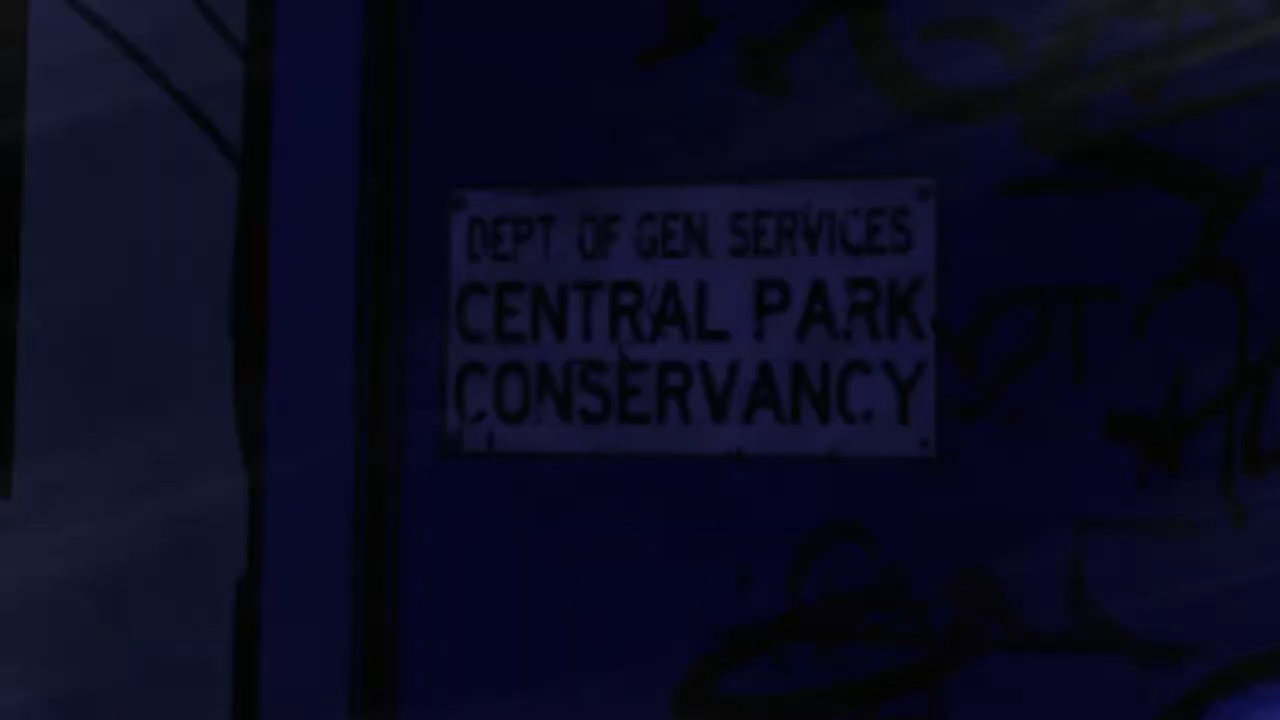 DEPT. OF GEN. SERVICES
CENTRAL PARK
CONSERVANCY